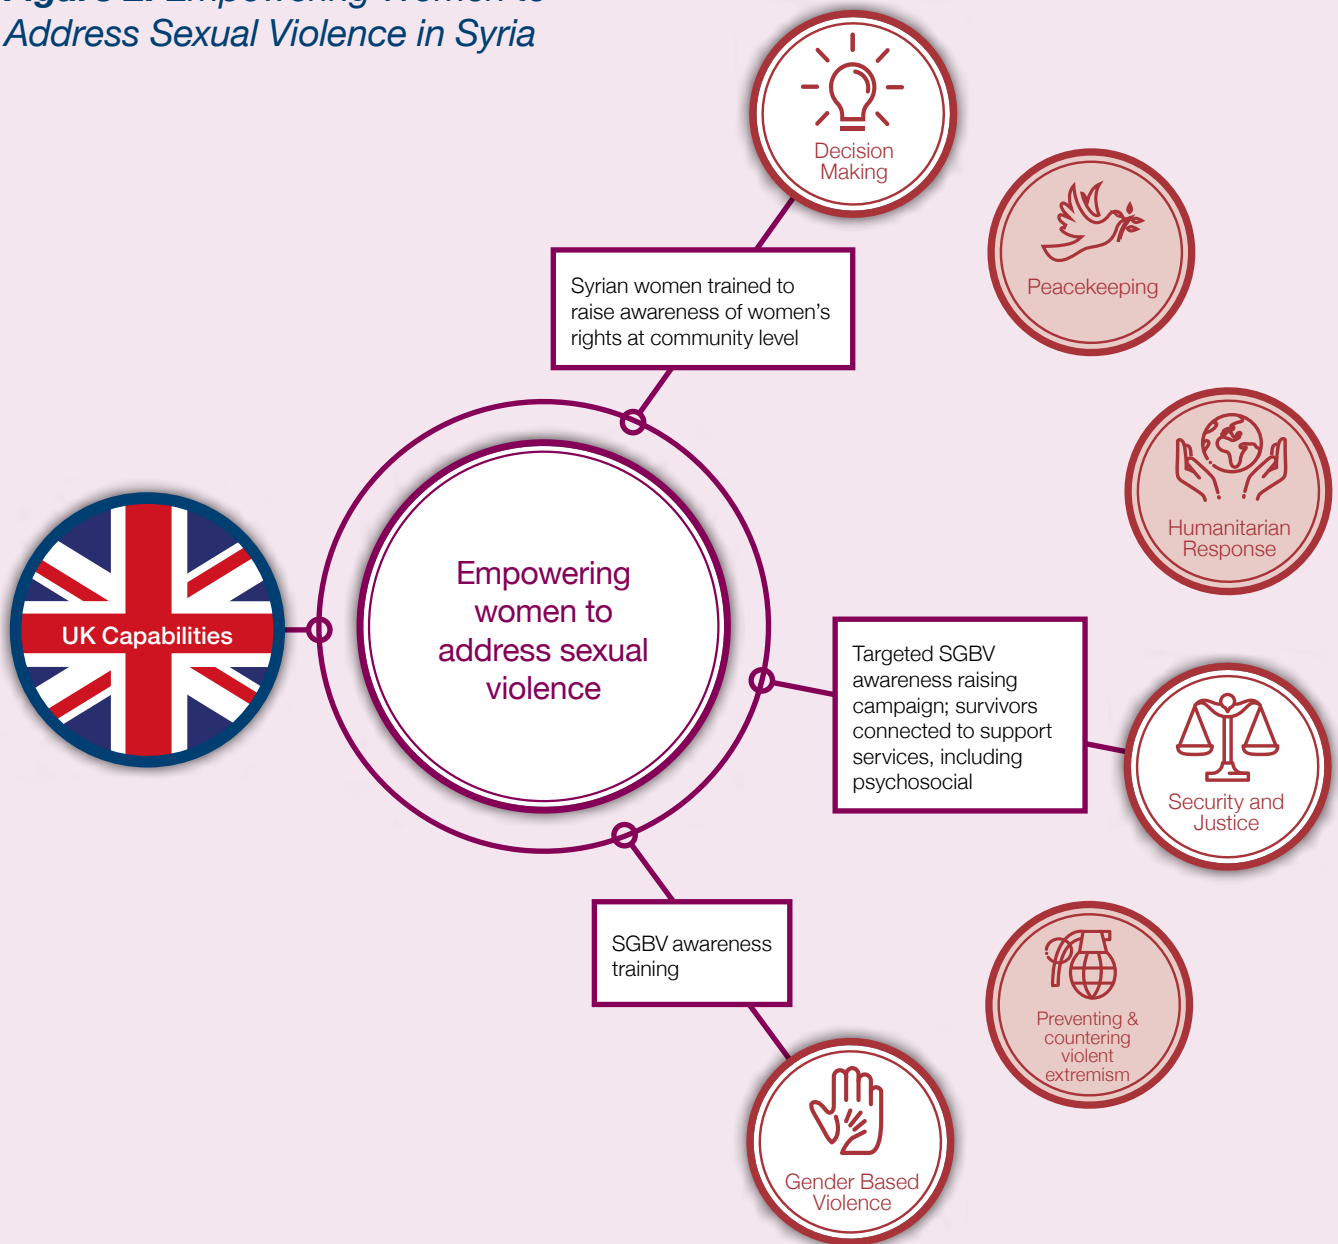 Address Sexual Violence in Syria
Decision
Making
Peacekeeping
Syrian women trained to
raise awareness of women’s
rights at community level
Humanitarian
Response
Empowering
women to
address sexual
violence
UK Capabilities
Targeted SGBV
awareness raising
campaign; survivors
connected to support
services, including
psychosocial
Security and
Justice
SGBV awareness
training
Preventing &
countering
violent
extremism
Gender Based
Violence